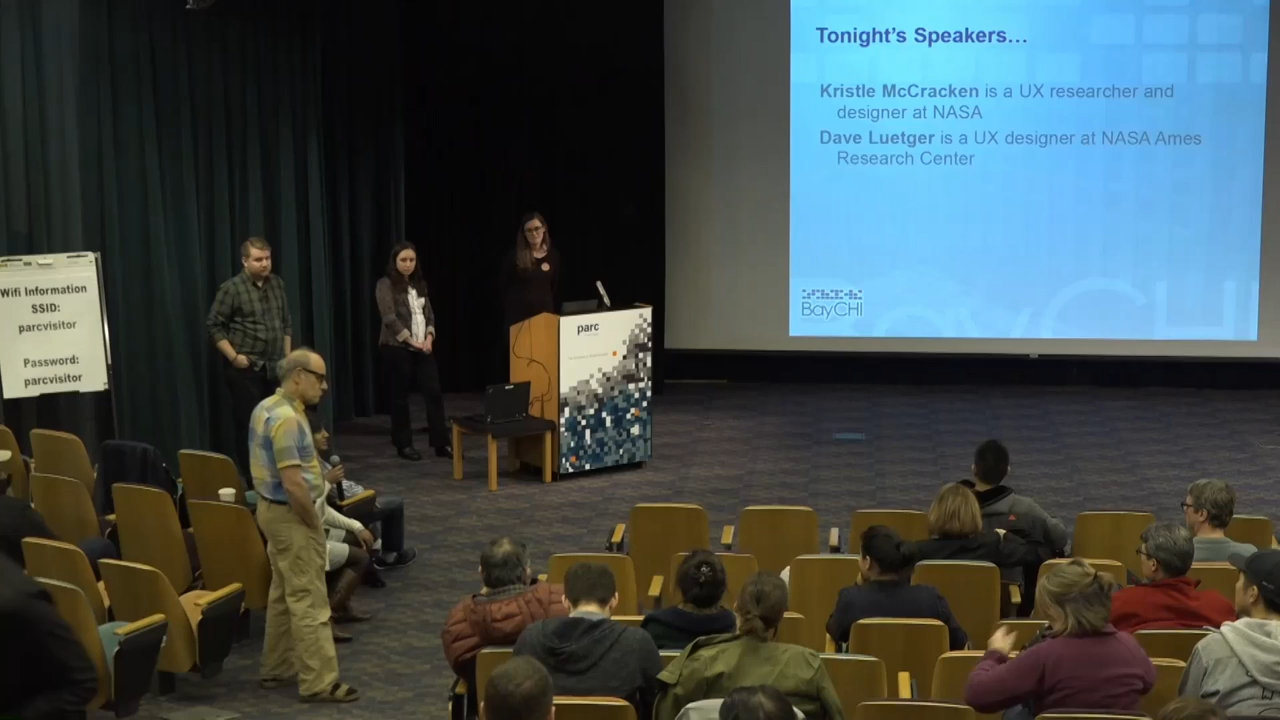 Tonight's Speakers...
Kristle McCracken is a UX researcher and
designer at NASA
Dave Luetger is a UX designer at NASA Ames
Research Center
BayCHI
BayCHI
Wifi Information
SSID:
parcvisitor
Password:
parcvisitor
parc